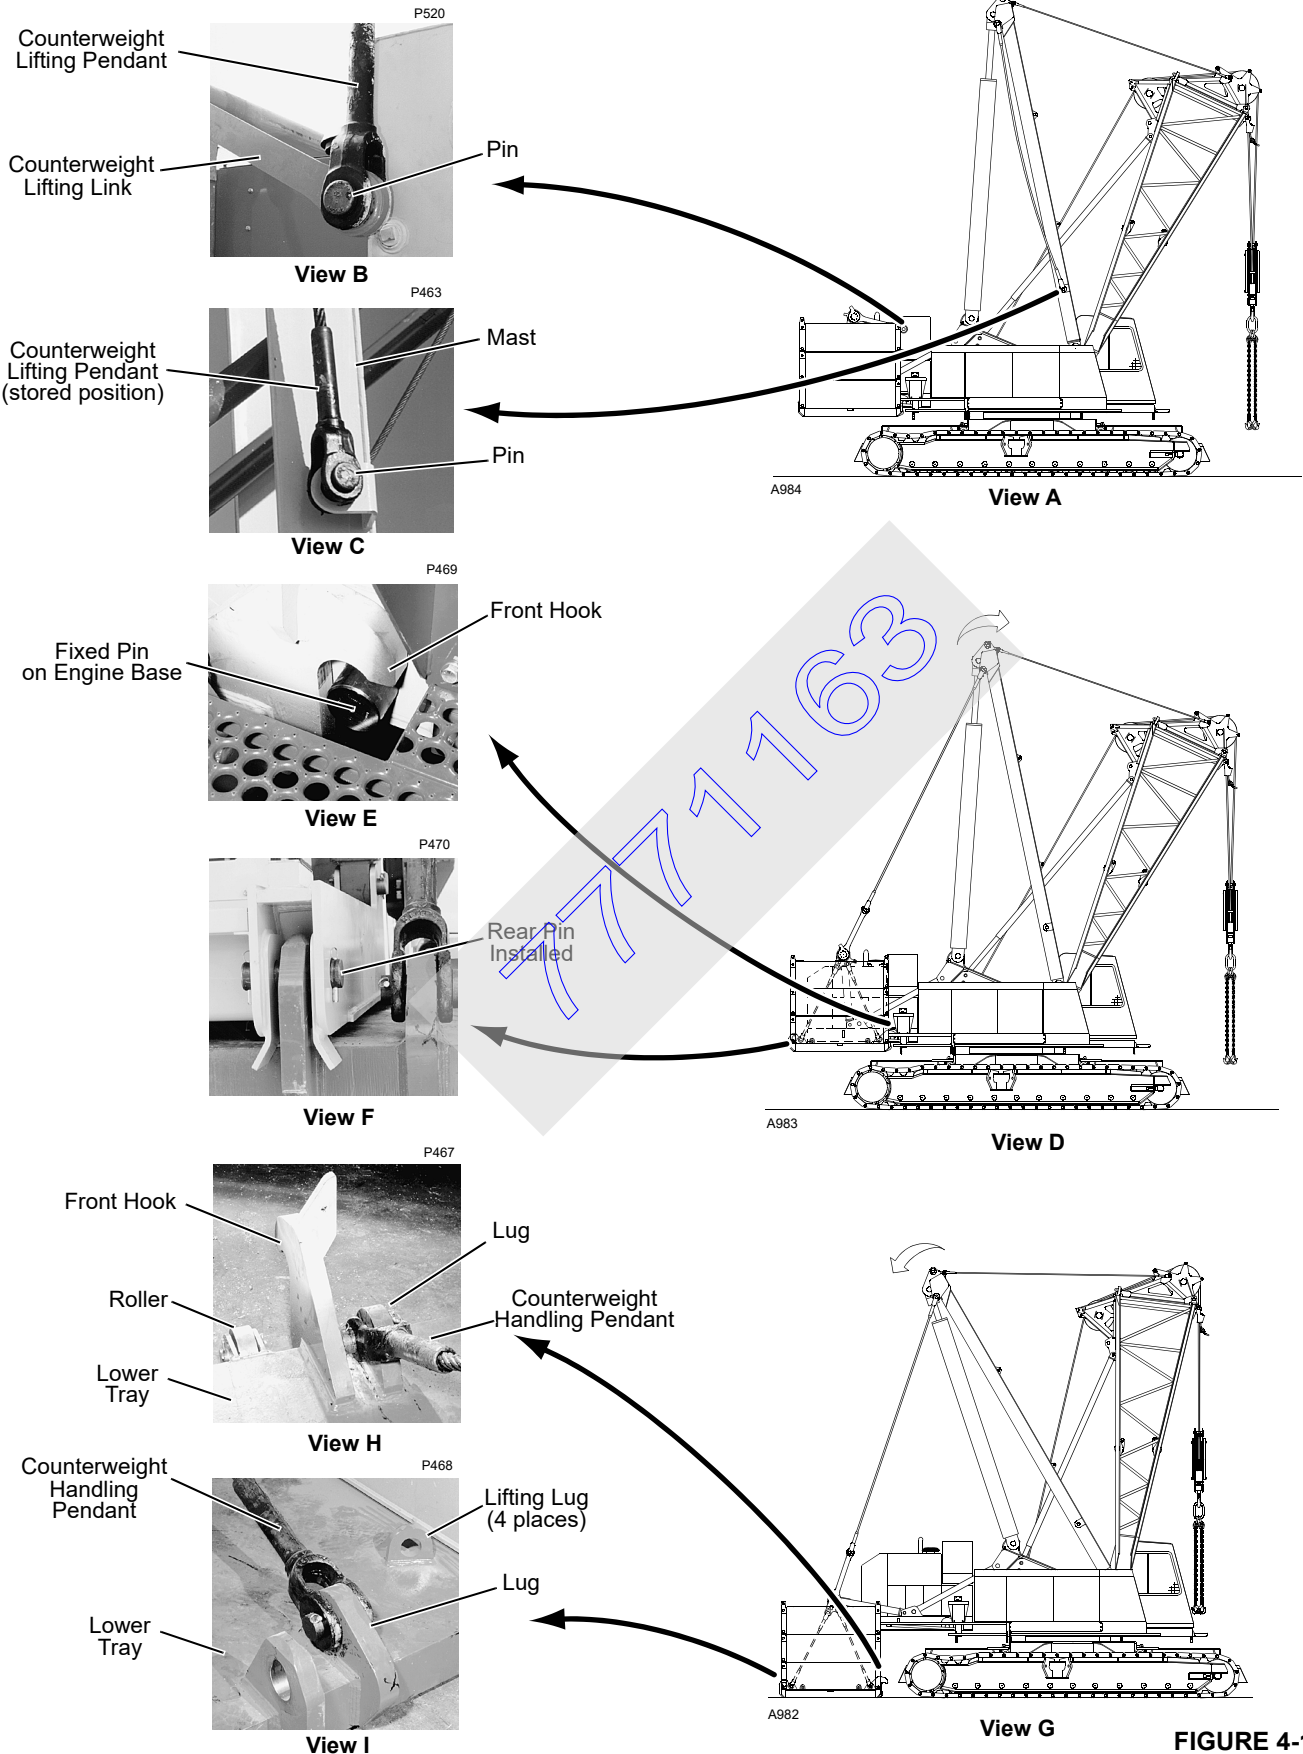 P520
Counterweight
Lifting Pendant
Pin
Counterweight
Lifting Link
View B
P463
Mast
Counterweight
Lifting Pendant
(stored position)
Pin
View C
A984
View A
P469
Front Hook
Fixed Pin
on Engine Base
View E
P470
Rear Pin
Installed
View F
7771163
A983
View D
P467
Front Hook
Lug
Roller
Counterweight
Handling Pendant
Lower
Tray
View H
P468
Counterweight
Handling
Pendant
Lifting Lug
(4 places)
Lug
Lower
Tray
View I
A982
View G
FIGURE 4-